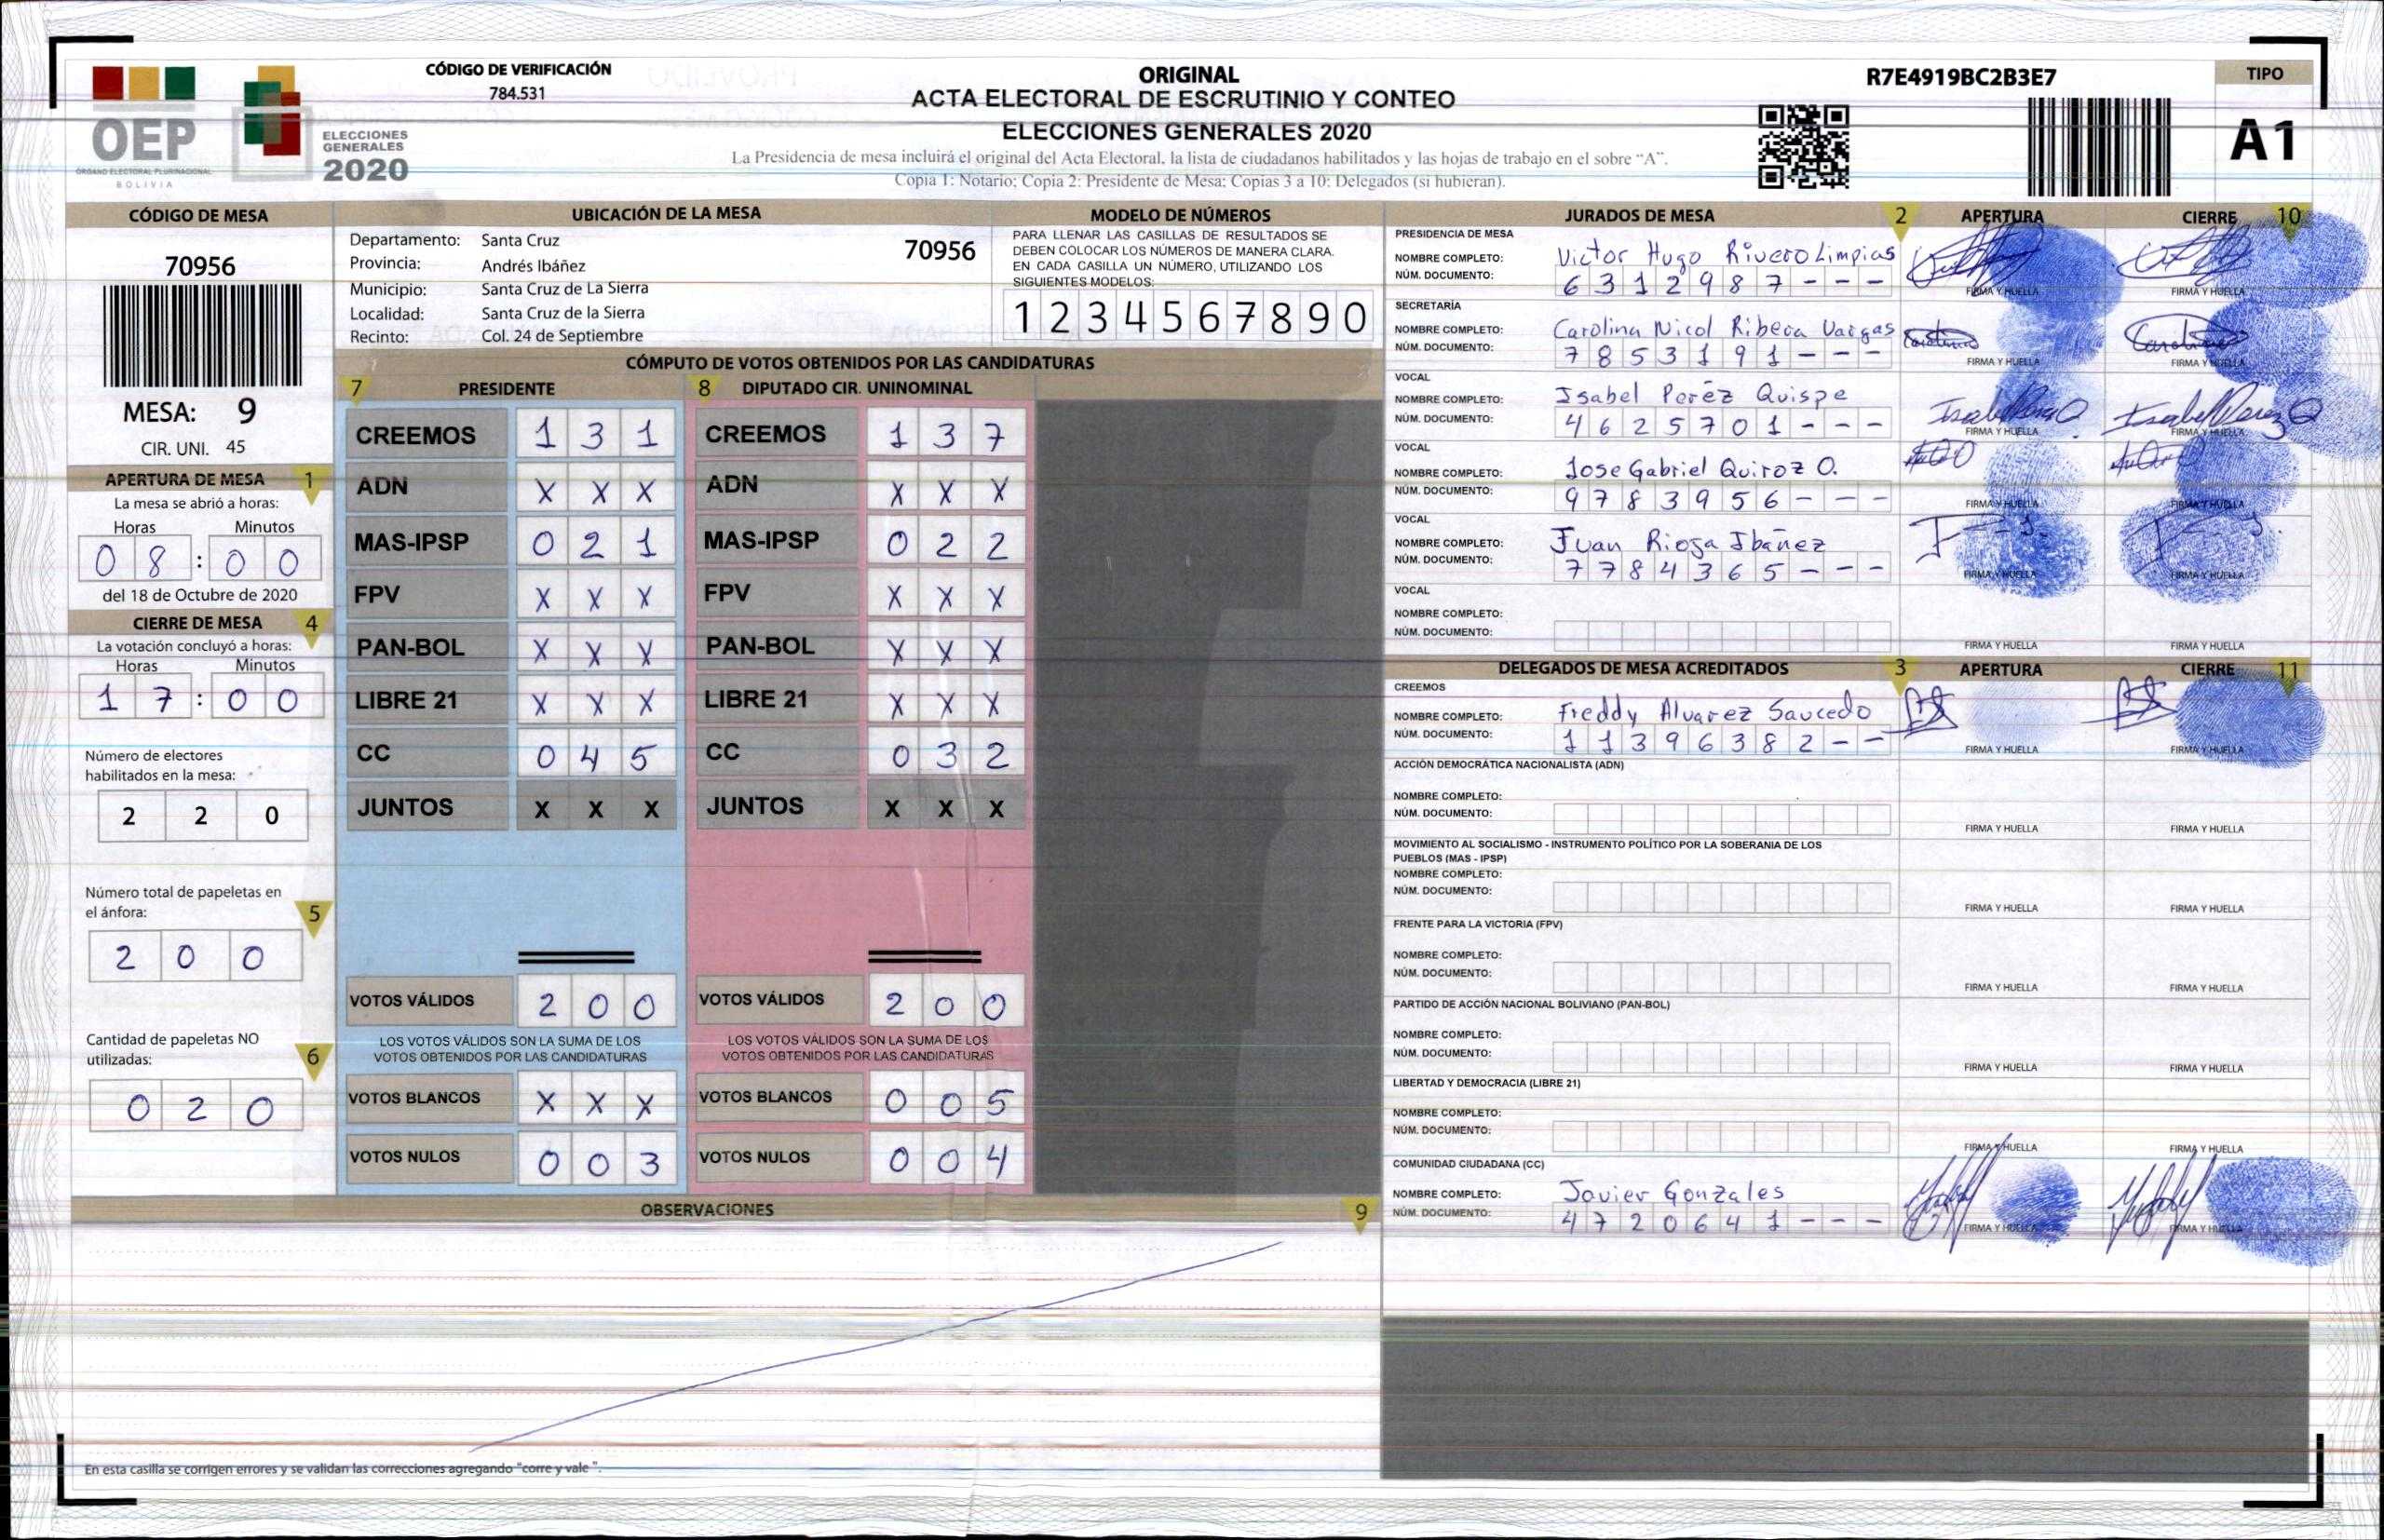 CÓDIGO DE VERIFICACIÓN
784.531
ORIGINAL
ACTA ELECTORAL DE ESCRUTINIO Y CONTEO
ELECCIONES GENERALES 2020
La Presidencia de mesa incluirá el original del Acta Electoral, la lista de ciudadanos habilitados y las hojas de trabajo en el sobre "A".
Copia 1: Notario; Copia 2: Presidente de Mesa; Copias 3 a 10: Delegados (si hubieran).
R7E4919BC2B3E7
TIPO
A1
OEP
ÓRGANO ELECTORAL PLURINACIONAL
BOLIVIA
ELECCIONES
GENERALES
2020
CÓDIGO DE MESA
70956
MESA: 9
CIR. UNI. 45
APERTURA DE MESA 1
La mesa se abrió a horas:
Horas Minutos
0 8 : 0 0
del 18 de Octubre de 2020
CIERRE DE MESA 4
La votación concluyó a horas:
Horas Minutos
1 7 : 0 0
Número de electores
habilitados en la mesa:
2 2 0
Número total de papeletas en
el ánfora: 5
2 0 0
Cantidad de papeletas NO
utilizadas: 6
0 2 0
UBICACIÓN DE LA MESA
Departamento: Santa Cruz 70956
Provincia: Andrés Ibáñez
Municipio: Santa Cruz de La Sierra
Localidad: Santa Cruz de la Sierra
Recinto: Col. 24 de Septiembre
MODELO DE NÚMEROS
PARA LLENAR LAS CASILLAS DE RESULTADOS SE
DEBEN COLOCAR LOS NÚMEROS DE MANERA CLARA.
EN CADA CASILLA UN NÚMERO, UTILIZANDO LOS
SIGUIENTES MODELOS:
1 2 3 4 5 6 7 8 9 0
CÓMPUTO DE VOTOS OBTENIDOS POR LAS CANDIDATURAS
7 PRESIDENTE 8 DIPUTADO CIR. UNINOMINAL
CREEMOS 1 3 1 CREEMOS 1 3 7
ADN X X X ADN X X X
MAS-IPSP 0 2 1 MAS-IPSP 0 2 2
FPV X X X FPV X X X
PAN-BOL X X X PAN-BOL X X X
LIBRE 21 X X X LIBRE 21 X X X
CC 0 4 5 CC 0 3 2
JUNTOS X X X JUNTOS X X X
VOTOS VÁLIDOS 2 0 0 VOTOS VÁLIDOS 2 0 0
LOS VOTOS VÁLIDOS SON LA SUMA DE LOS LOS VOTOS VÁLIDOS SON LA SUMA DE LOS
VOTOS OBTENIDOS POR LAS CANDIDATURAS VOTOS OBTENIDOS POR LAS CANDIDATURAS
VOTOS BLANCOS X X X VOTOS BLANCOS 0 0 5
VOTOS NULOS 0 0 3 VOTOS NULOS 0 0 4
OBSERVACIONES 9
En esta casilla se corrigen errores y se validan las correcciones agregando "corre y vale ".
JURADOS DE MESA 2 APERTURA CIERRE 10
PRESIDENCIA DE MESA
NOMBRE COMPLETO: Victor Hugo Rivero Limpias
NÚM. DOCUMENTO: 6 3 1 2 9 8 7 - - -
FIRMA Y HUELLA FIRMA Y HUELLA
SECRETARÍA
NOMBRE COMPLETO: Carolina Nicol Ribera Vargas
NÚM. DOCUMENTO: 7 8 5 3 1 9 1 - - -
FIRMA Y HUELLA FIRMA Y HUELLA
VOCAL
NOMBRE COMPLETO: Isabel Peréz Quispe
NÚM. DOCUMENTO: 4 6 2 5 7 0 1 - - -
FIRMA Y HUELLA FIRMA Y HUELLA
VOCAL
NOMBRE COMPLETO: Jose Gabriel Quiroz O.
NÚM. DOCUMENTO: 9 7 8 3 9 5 6 - - -
FIRMA Y HUELLA FIRMA Y HUELLA
VOCAL
NOMBRE COMPLETO: Juan Rioja Ibañez
NÚM. DOCUMENTO: 7 7 8 4 3 6 5 - - -
FIRMA Y HUELLA FIRMA Y HUELLA
VOCAL
NOMBRE COMPLETO:
NÚM. DOCUMENTO:
FIRMA Y HUELLA FIRMA Y HUELLA
DELEGADOS DE MESA ACREDITADOS 3 APERTURA CIERRE 11
CREEMOS
NOMBRE COMPLETO: Freddy Alvarez Saucedo
NÚM. DOCUMENTO: 1 1 3 9 6 3 8 2 - -
FIRMA Y HUELLA FIRMA Y HUELLA
ACCIÓN DEMOCRÁTICA NACIONALISTA (ADN)
NOMBRE COMPLETO:
NÚM. DOCUMENTO:
FIRMA Y HUELLA FIRMA Y HUELLA
MOVIMIENTO AL SOCIALISMO - INSTRUMENTO POLÍTICO POR LA SOBERANIA DE LOS
PUEBLOS (MAS - IPSP)
NOMBRE COMPLETO:
NÚM. DOCUMENTO:
FIRMA Y HUELLA FIRMA Y HUELLA
FRENTE PARA LA VICTORIA (FPV)
NOMBRE COMPLETO:
NÚM. DOCUMENTO:
FIRMA Y HUELLA FIRMA Y HUELLA
PARTIDO DE ACCIÓN NACIONAL BOLIVIANO (PAN-BOL)
NOMBRE COMPLETO:
NÚM. DOCUMENTO:
FIRMA Y HUELLA FIRMA Y HUELLA
LIBERTAD Y DEMOCRACIA (LIBRE 21)
NOMBRE COMPLETO:
NÚM. DOCUMENTO:
FIRMA Y HUELLA FIRMA Y HUELLA
COMUNIDAD CIUDADANA (CC)
NOMBRE COMPLETO: Javier Gonzales
NÚM. DOCUMENTO: 4 7 2 0 6 4 1 - - -
FIRMA Y HUELLA FIRMA Y HUELLA